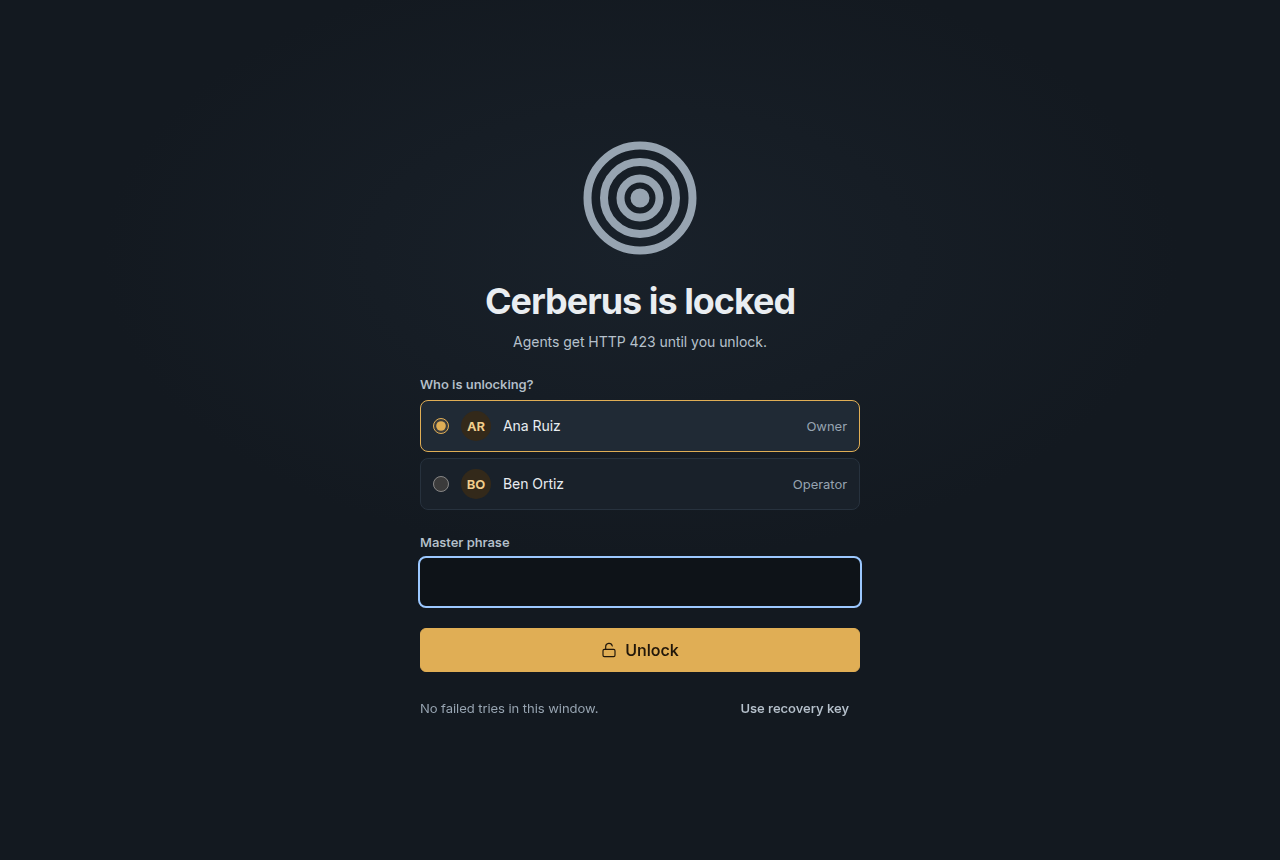 Cerberus is locked
Agents get HTTP 423 until you unlock.
Who is unlocking?
AR Ana Ruiz Owner
BO Ben Ortiz Operator
Master phrase
Unlock
No failed tries in this window. Use recovery key